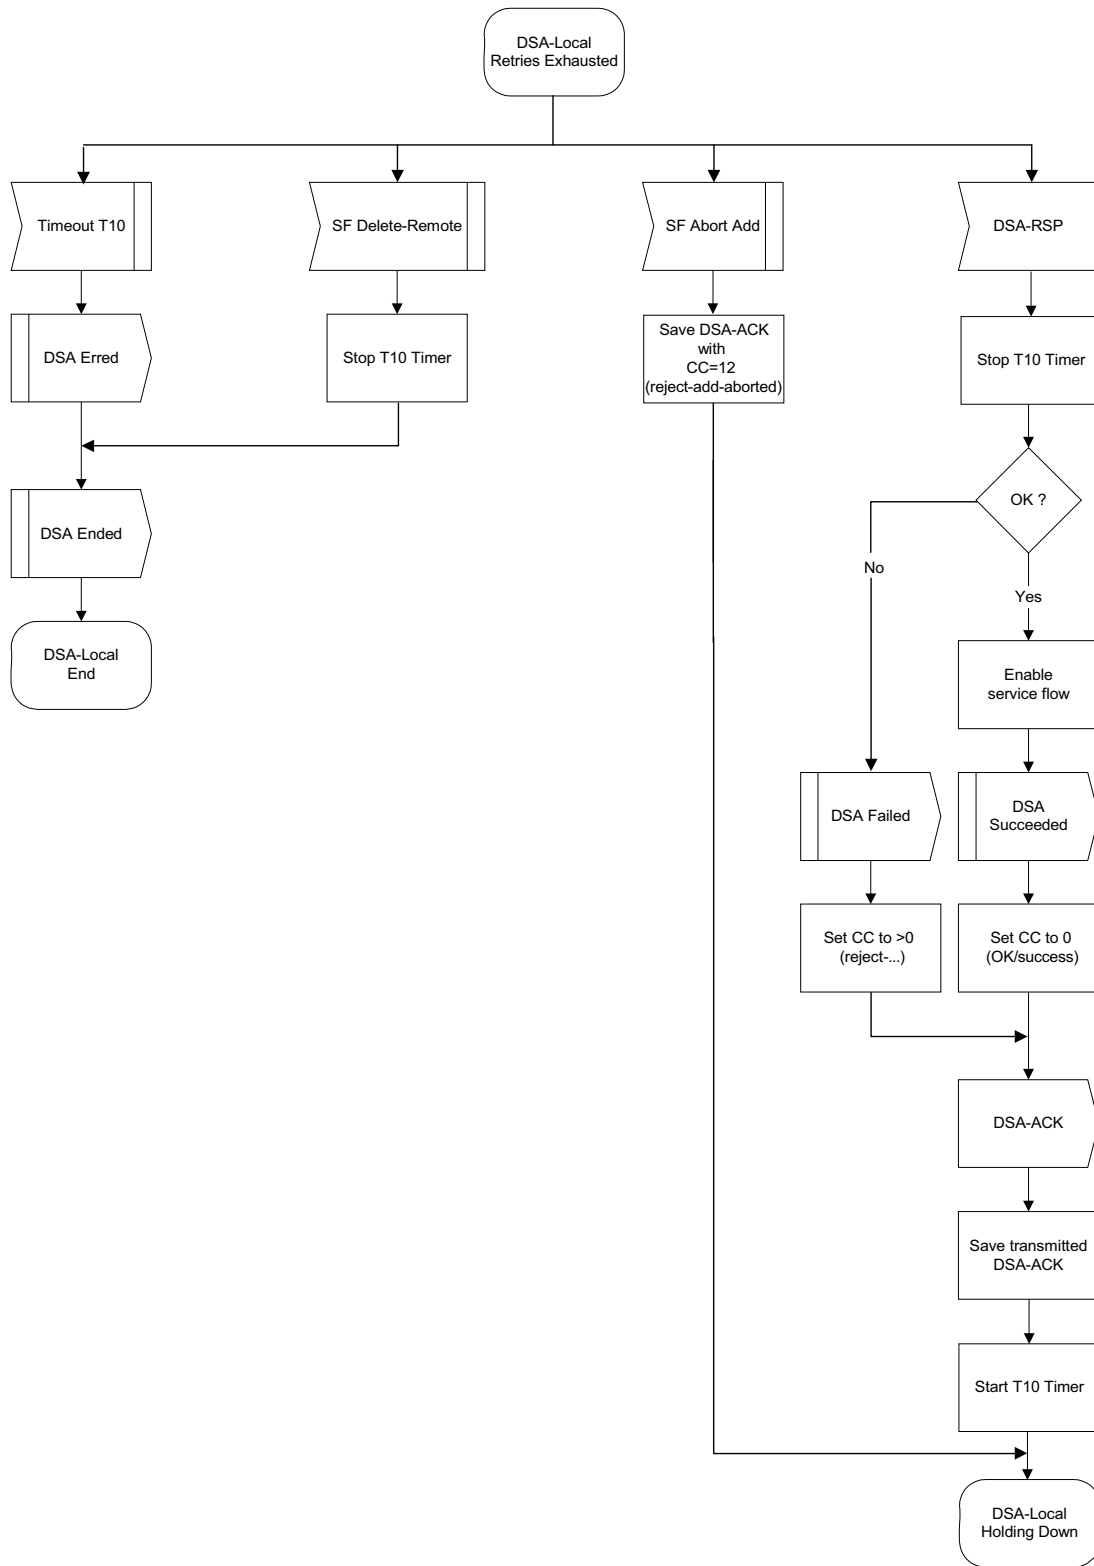 DSA-Local
Retries Exhausted
Timeout T10
SF Delete-Remote
SF Abort Add
DSA-RSP
DSA Erred
Stop T10 Timer
Save DSA-ACK
with
CC=12
(reject-add-aborted)
Stop T10 Timer
DSA Ended
OK ?
No
Yes
DSA-Local
End
Enable
service flow
DSA Failed
DSA
Succeeded
Set CC to >0
(reject-...)
Set CC to 0
(OK/success)
DSA-ACK
Save transmitted
DSA-ACK
Start T10 Timer
DSA-Local
Holding Down